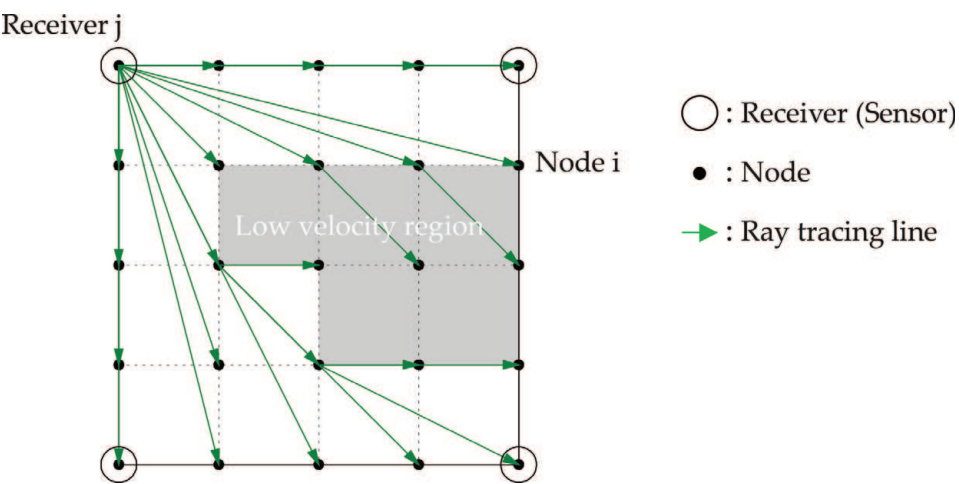 Receiver j
Node i
Low velocity region
: Receiver (Sensor)
: Node
: Ray tracing line